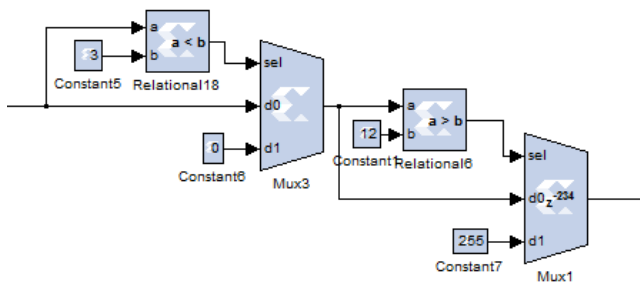 a
b
a < b
3
Constant5
Relational18
sel
d0
d1
0
Constant6
Mux3
a
b
a > b
12
Constant1
Relational6
sel
d0 z-234
d1
255
Constant7
Mux1